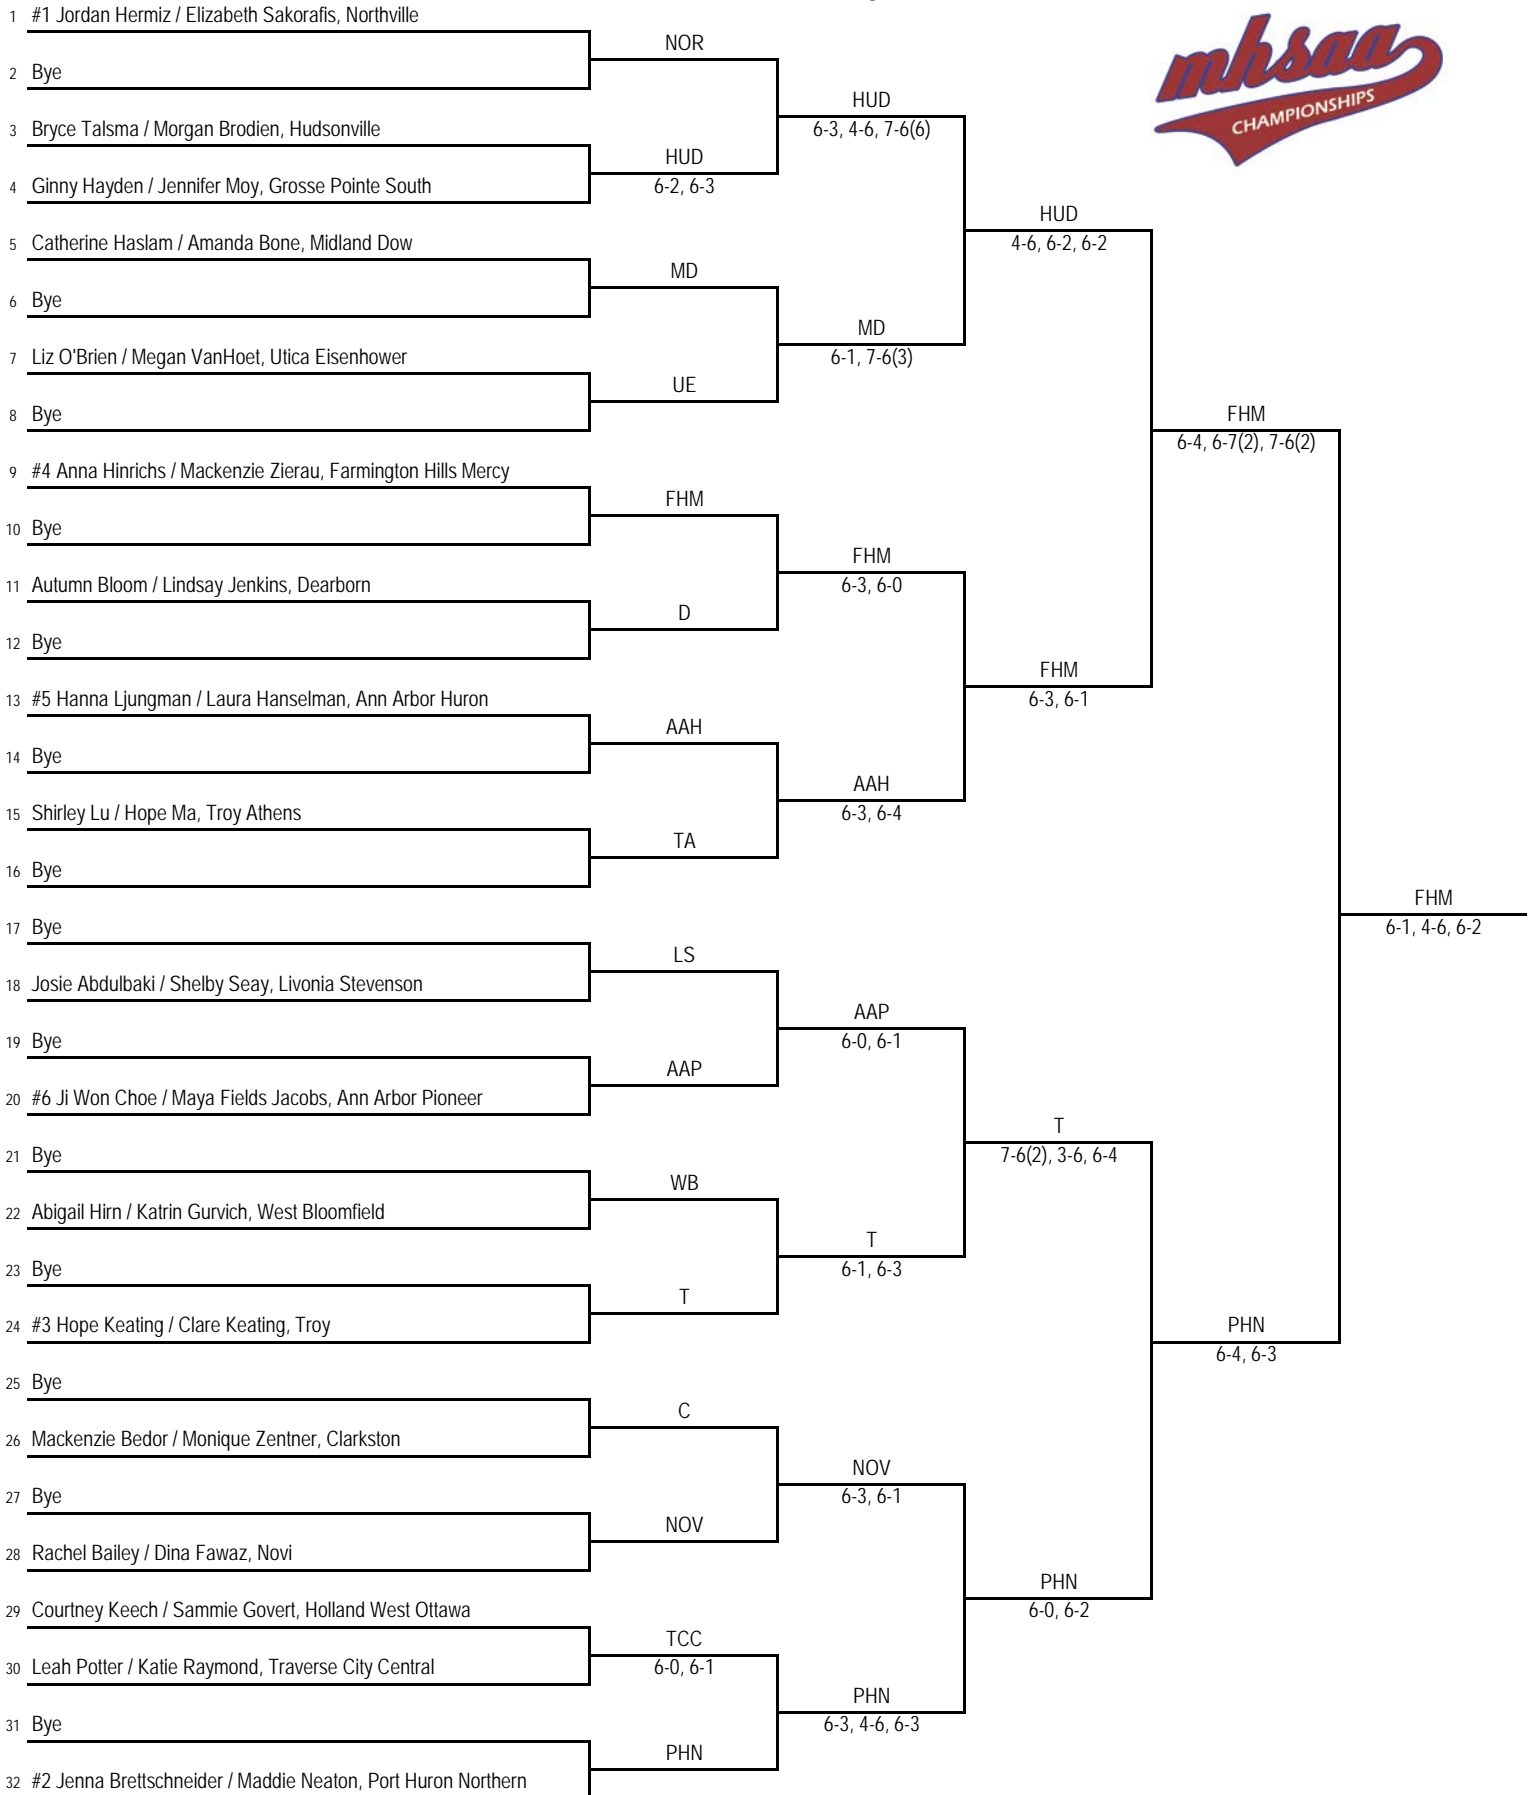 1 #1 Jordan Hermiz / Elizabeth Sakorafis, Northville
NOR
2 Bye
HUD
6-3, 4-6, 7-6(6)
3 Bryce Talsma / Morgan Brodien, Hudsonville
HUD
6-2, 6-3
4 Ginny Hayden / Jennifer Moy, Grosse Pointe South
HUD
4-6, 6-2, 6-2
5 Catherine Haslam / Amanda Bone, Midland Dow
MD
6 Bye
MD
6-1, 7-6(3)
7 Liz O'Brien / Megan VanHoet, Utica Eisenhower
UE
8 Bye
FHM
6-4, 6-7(2), 7-6(2)
9 #4 Anna Hinrichs / Mackenzie Zierau, Farmington Hills Mercy
FHM
10 Bye
FHM
6-3, 6-0
11 Autumn Bloom / Lindsay Jenkins, Dearborn
D
12 Bye
FHM
6-3, 6-1
13 #5 Hanna Ljungman / Laura Hanselman, Ann Arbor Huron
AAH
14 Bye
AAH
6-3, 6-4
15 Shirley Lu / Hope Ma, Troy Athens
TA
16 Bye
FHM
6-1, 4-6, 6-2
17 Bye
LS
18 Josie Abdulbaki / Shelby Seay, Livonia Stevenson
AAP
6-0, 6-1
19 Bye
AAP
20 #6 Ji Won Choe / Maya Fields Jacobs, Ann Arbor Pioneer
T
7-6(2), 3-6, 6-4
21 Bye
WB
22 Abigail Hirn / Katrin Gurvich, West Bloomfield
T
6-1, 6-3
23 Bye
T
24 #3 Hope Keating / Clare Keating, Troy
PHN
6-4, 6-3
25 Bye
C
26 Mackenzie Bedor / Monique Zentner, Clarkston
NOV
6-3, 6-1
27 Bye
NOV
28 Rachel Bailey / Dina Fawaz, Novi
PHN
6-0, 6-2
29 Courtney Keech / Sammie Govert, Holland West Ottawa
TCC
6-0, 6-1
30 Leah Potter / Katie Raymond, Traverse City Central
PHN
6-3, 4-6, 6-3
31 Bye
PHN
32 #2 Jenna Brettschneider / Maddie Neaton, Port Huron Northern
mhsaa
CHAMPIONSHIPS